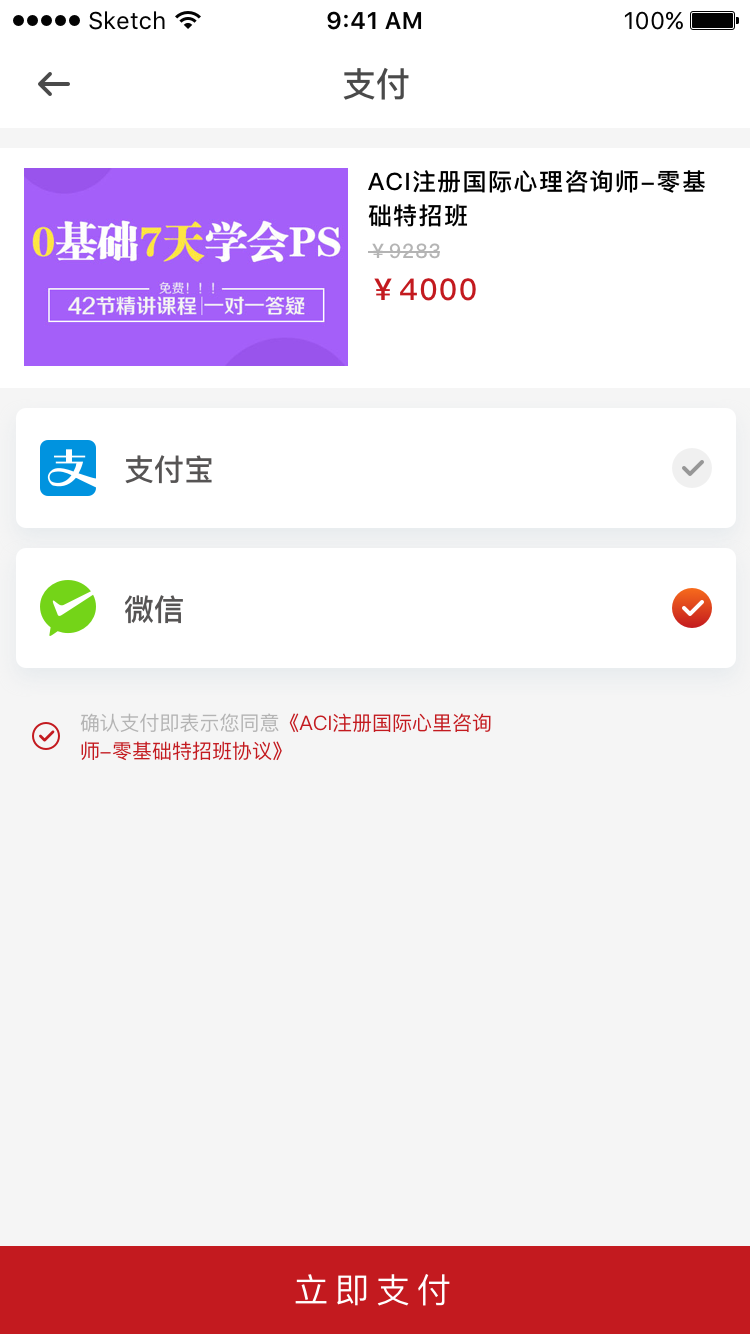 Sketch 9:41 AM 100%
支付
0基础7天学会PS
免费！！！
42节精讲课程|一对一答疑
ACI注册国际心理咨询师–零基
础特招班
¥9283
¥4000
支 支付宝
微信
确认支付即表示您同意《ACI注册国际心里咨询
师–零基础特招班协议》
立即支付